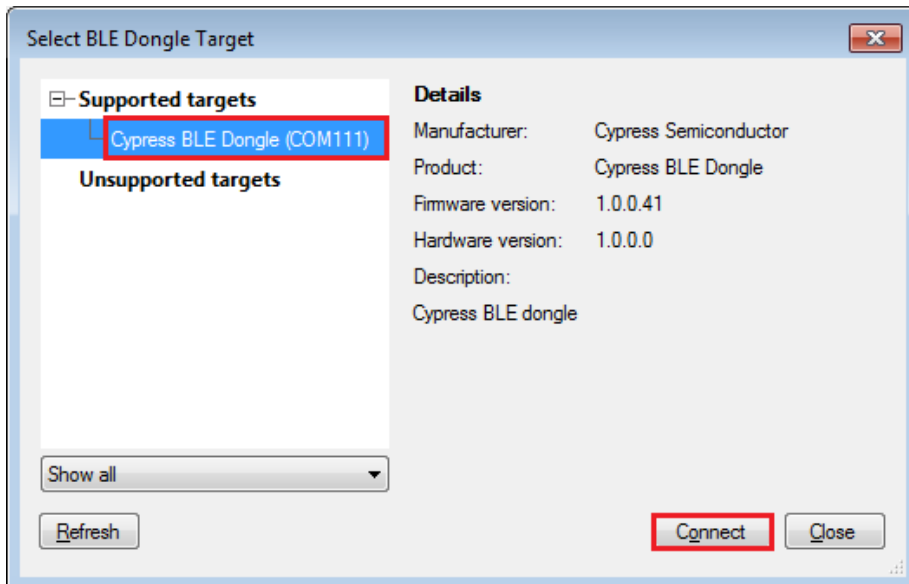 Select BLE Dongle Target
Supported targets
Cypress BLE Dongle (COM111)
Unsupported targets
Show all
Refresh
Details
Manufacturer: Cypress Semiconductor
Product: Cypress BLE Dongle
Firmware version: 1.0.0.41
Hardware version: 1.0.0.0
Description:
Cypress BLE dongle
Connect Close